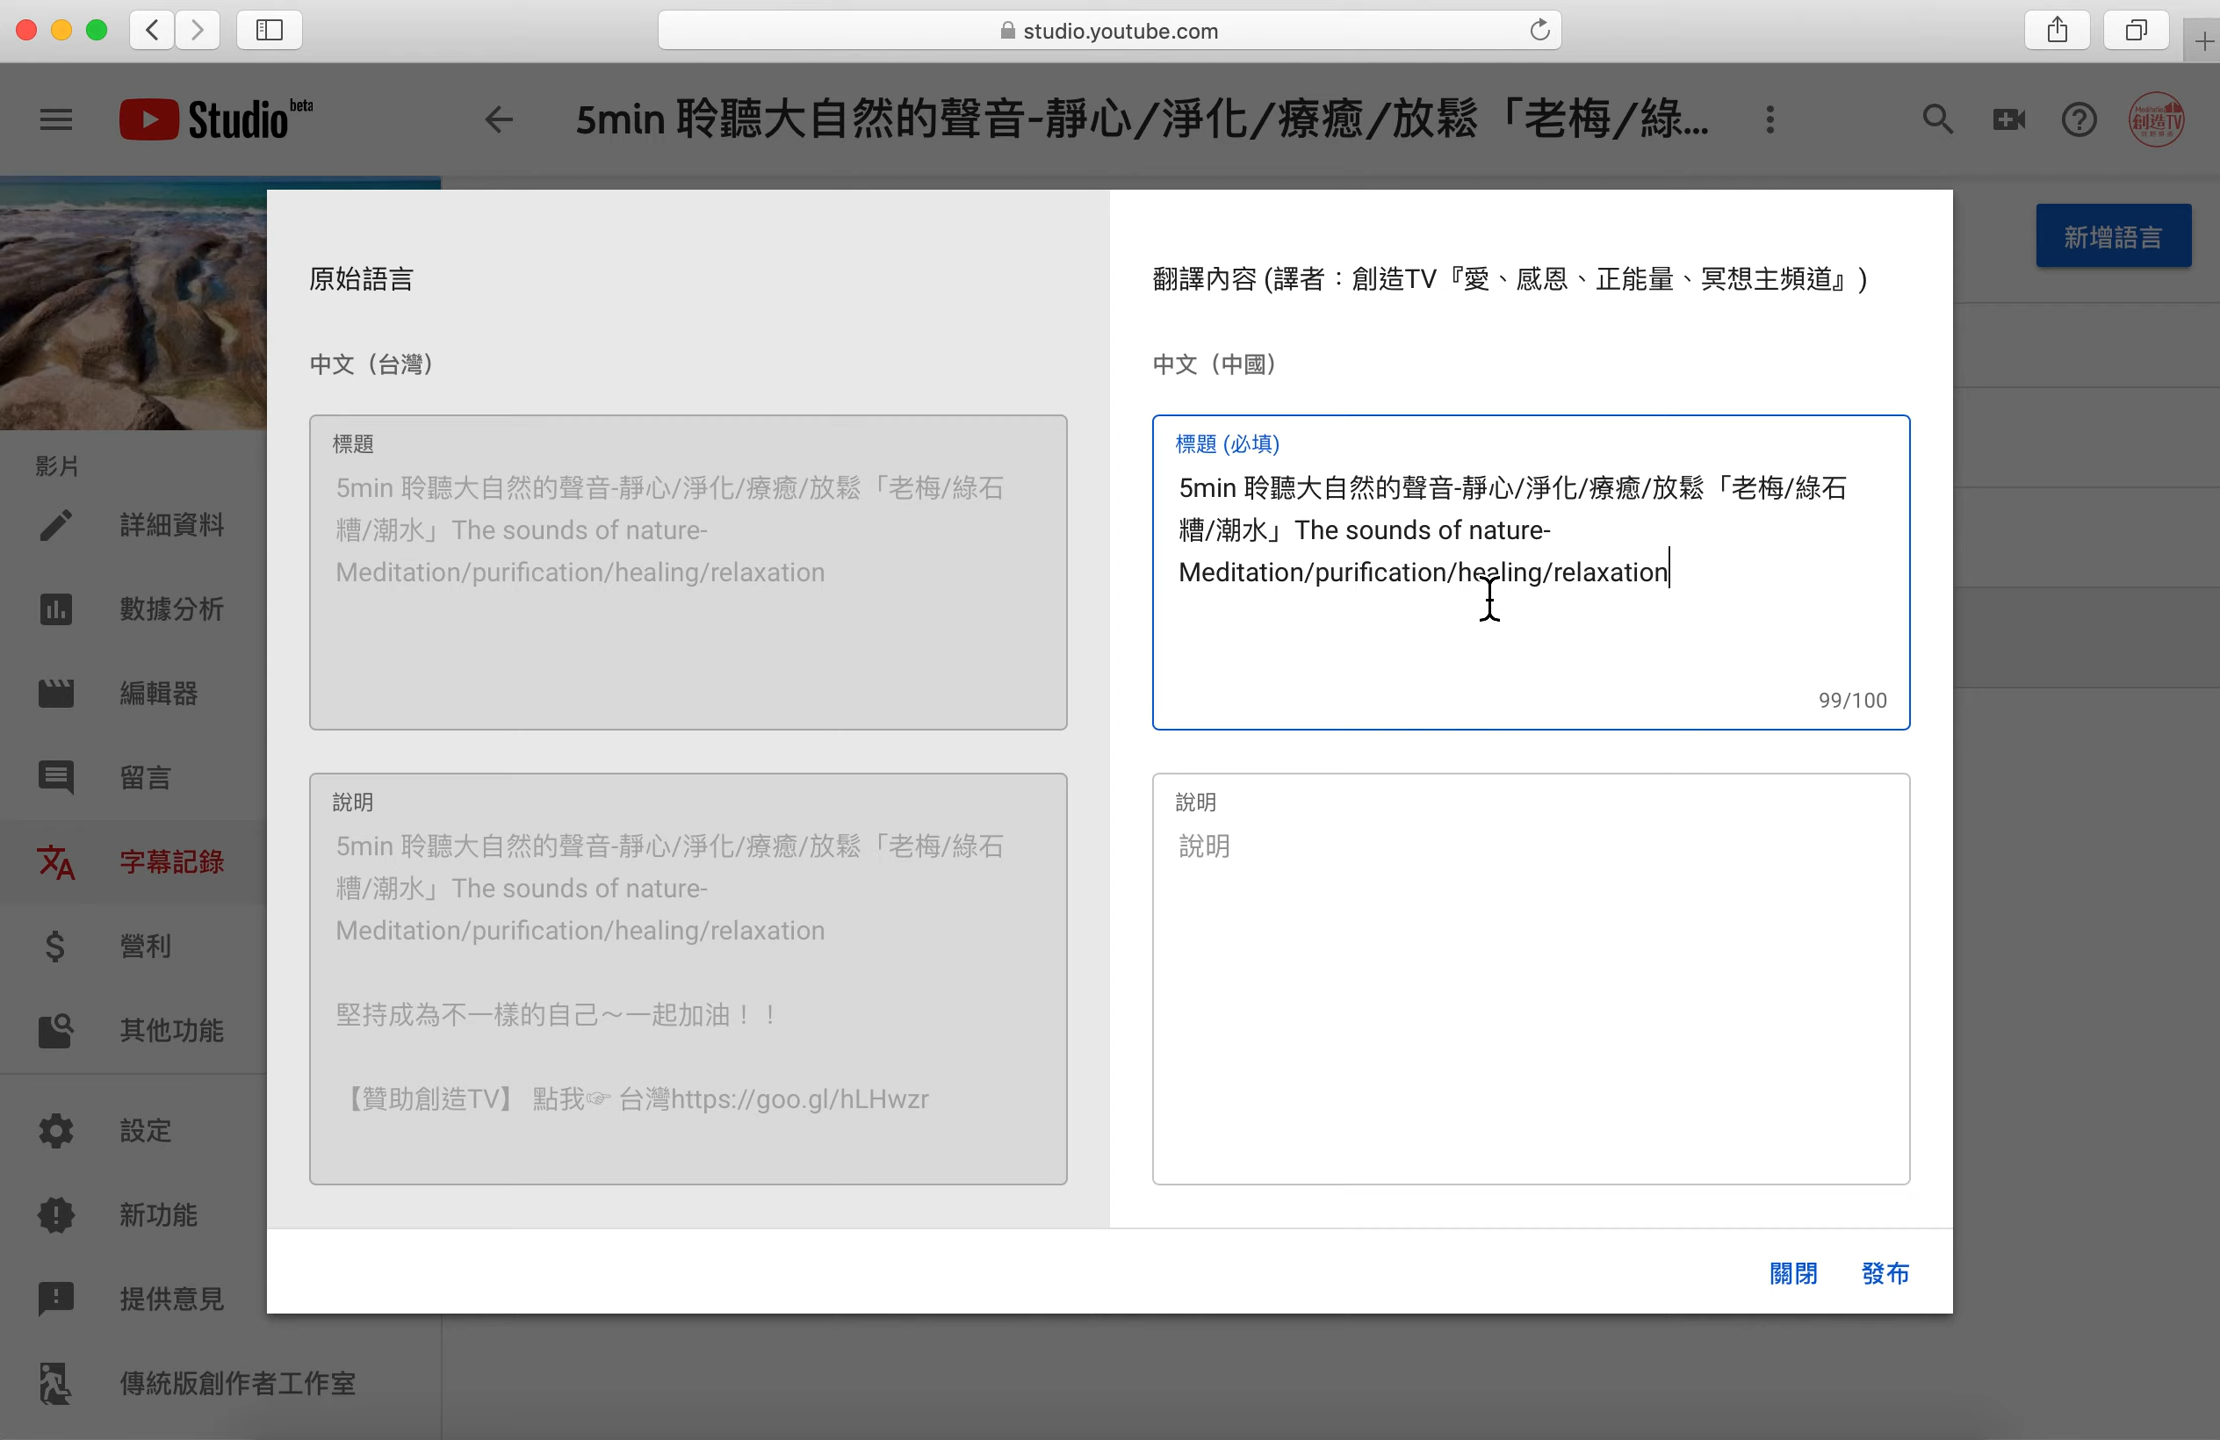 studio.youtube.com
Studio beta
5min 聆聽大自然的聲音-靜心/淨化/療癒/放鬆「老梅/綠...
創造TV
新增語言
原始語言
翻譯內容 (譯者：創造TV『愛、感恩、正能量、冥想主頻道』)
中文（台灣）
中文（中國）
標題
5min 聆聽大自然的聲音-靜心/淨化/療癒/放鬆「老梅/綠石
糟/潮水」The sounds of nature-
Meditation/purification/healing/relaxation
標題 (必填)
5min 聆聽大自然的聲音-靜心/淨化/療癒/放鬆「老梅/綠石
糟/潮水」The sounds of nature-
Meditation/purification/healing/relaxation
99/100
說明
5min 聆聽大自然的聲音-靜心/淨化/療癒/放鬆「老梅/綠石
糟/潮水」The sounds of nature-
Meditation/purification/healing/relaxation
堅持成為不一樣的自己～一起加油！！
【贊助創造TV】 點我☞ 台灣https://goo.gl/hLHwzr
說明
說明
關閉
發布
影片
詳細資料
數據分析
編輯器
留言
字幕記錄
營利
其他功能
設定
新功能
提供意見
傳統版創作者工作室